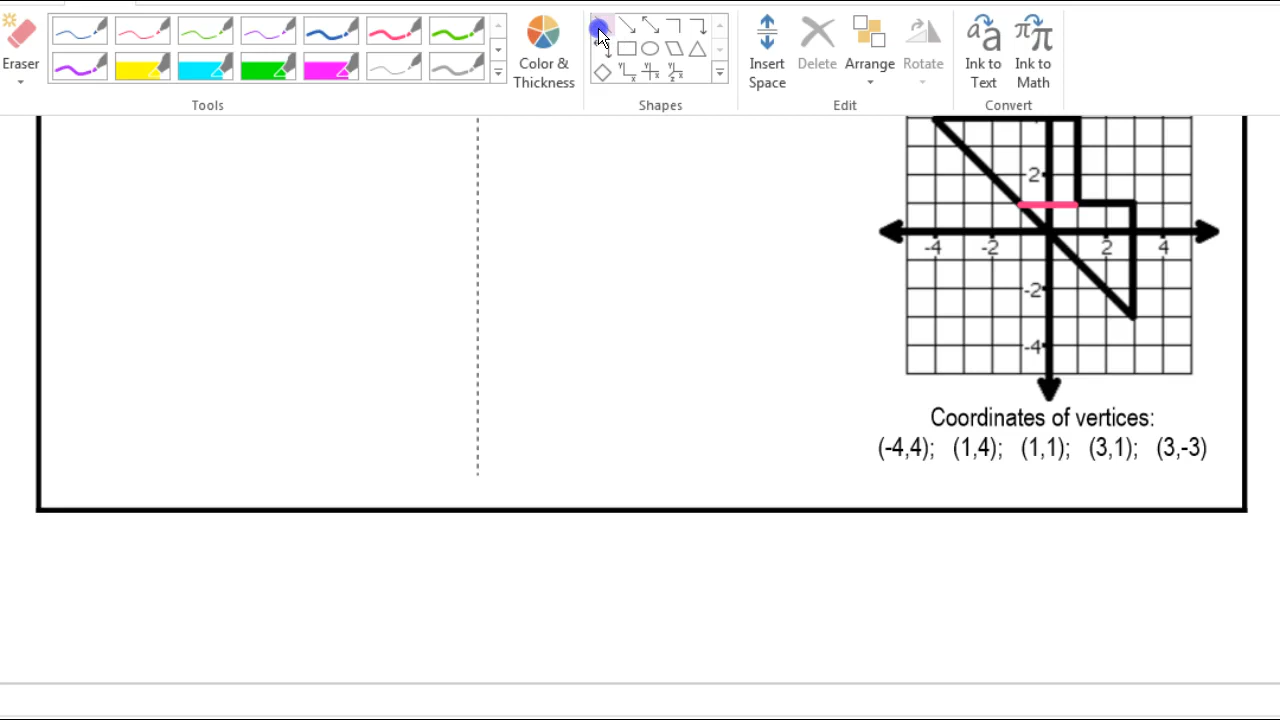 Eraser
Color &
Thickness
Insert
Space
Delete
Arrange
Rotate
Ink to
Text
Ink to
Math
Tools
Shapes
Edit
Convert
2
-4 -2 2 4
-2
-4
Coordinates of vertices:
(-4,4); (1,4); (1,1); (3,1); (3,-3)